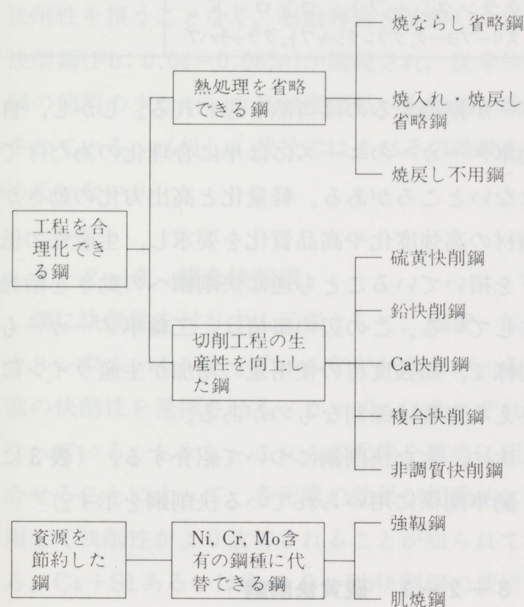 焼ならし省略鋼
熱処理を省略
できる鋼
焼入れ・焼戻し
省略鋼
焼戻し不用鋼
工程を合
理化でき
る鋼
硫黄快削鋼
鉛快削鋼
切削工程の生
産性を向上し
た鋼
Ca快削鋼
複合快削鋼
非調質快削鋼
資源を
節約した
鋼
Ni, Cr, Mo含
有の鋼種に代
替できる鋼
強靱鋼
肌焼鋼